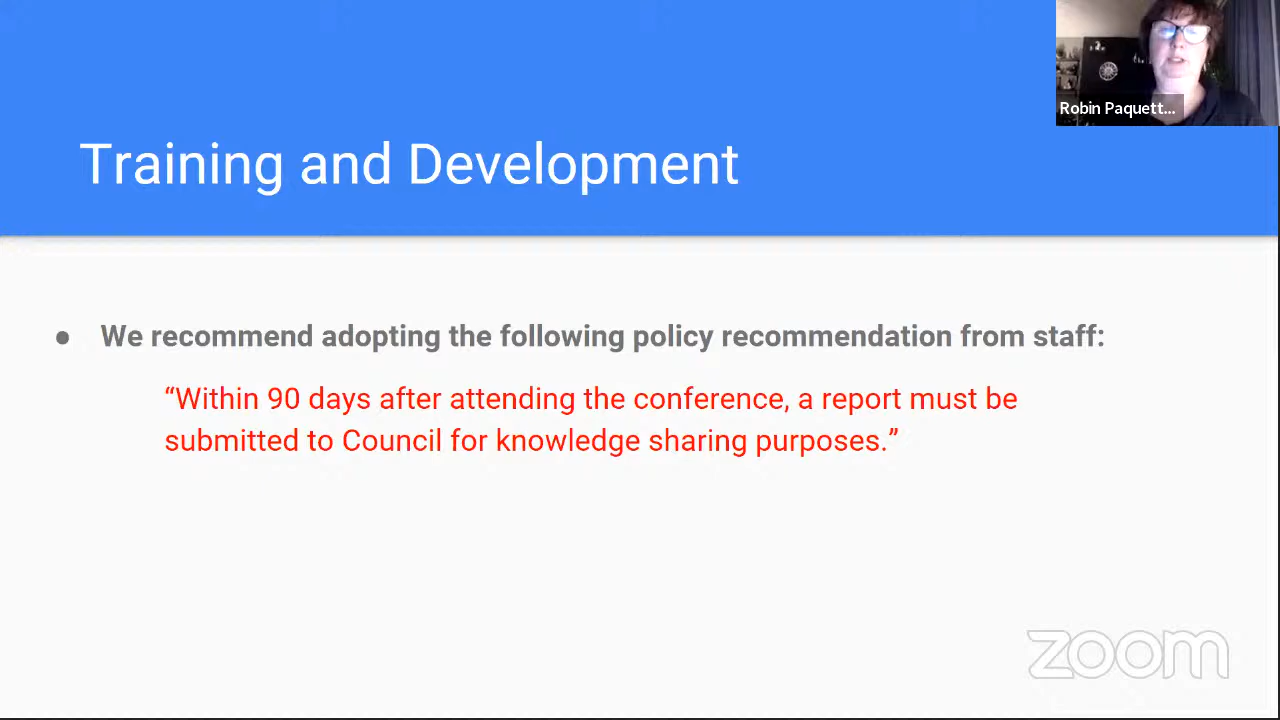 Robin Paquett...
Training and Development
● We recommend adopting the following policy recommendation from staff:
“Within 90 days after attending the conference, a report must be
submitted to Council for knowledge sharing purposes.”
zoom